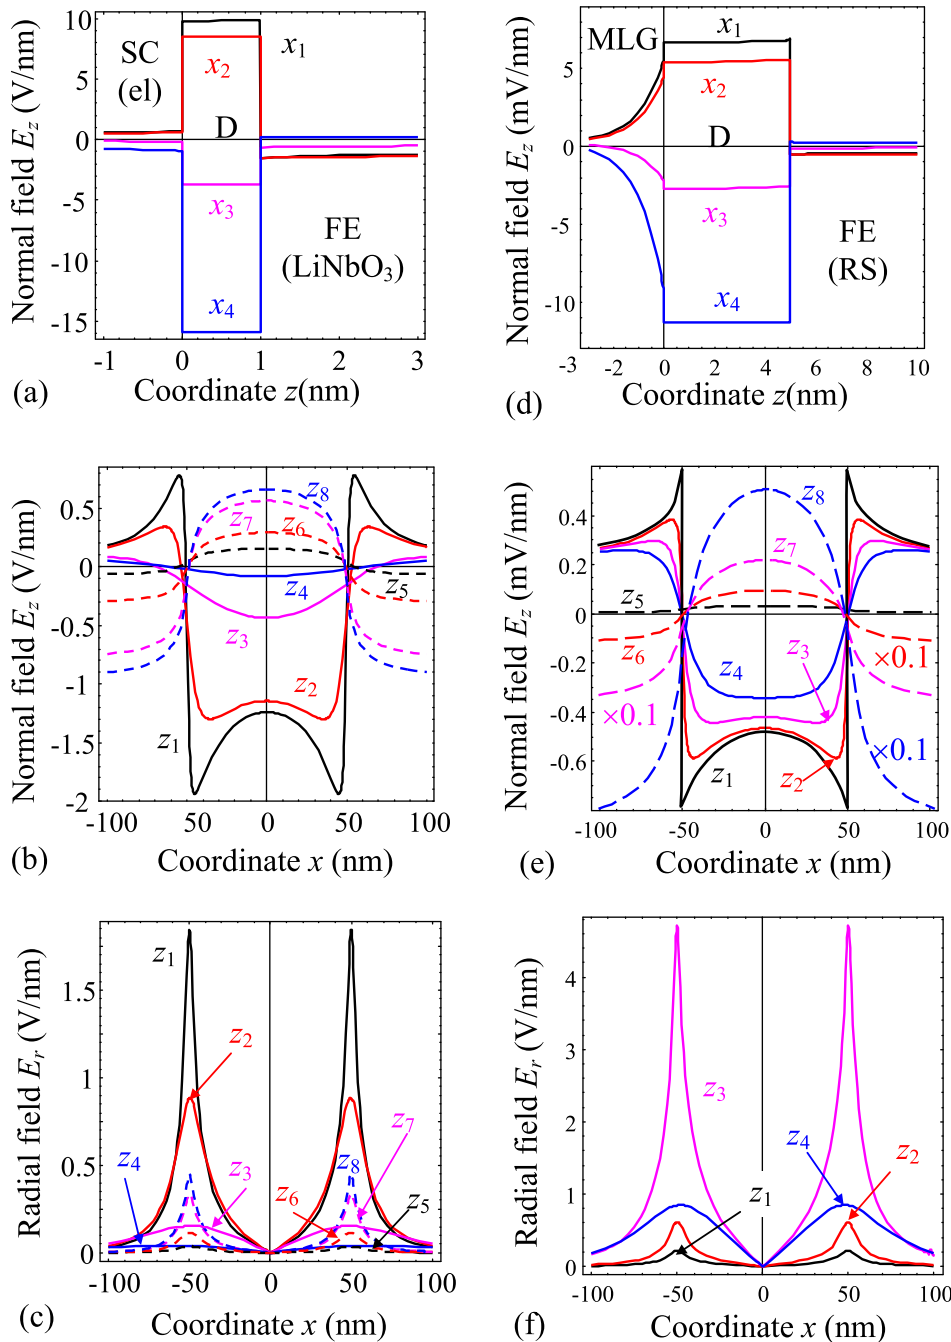 Normal field E_z (V/nm)
10
5
0
-5
-10
-15
SC
(el)
x₁
x₂
D
x₃
FE
(LiNbO₃)
x₄
-1 0 1 2 3
Coordinate z(nm)
(a)
Normal field E_z (mV/nm)
5
0
-5
-10
MLG
x₁
x₂
D
x₃
FE
(RS)
x₄
-3 0 2 4 6 8 10
Coordinate z(nm)
(d)
Normal field E_z (V/nm)
0.5
0
-0.5
-1
-1.5
-2
z₈
z₇
z₆
z₄
z₅
z₃
z₂
z₁
-100 -50 0 50 100
Coordinate x (nm)
(b)
Normal field E_z (mV/nm)
0.4
0.2
0
-0.2
-0.4
-0.6
z₈
z₇
z₅
z₆
z₃
z₄
×0.1
×0.1
×0.1
z₁
z₂
-100 -50 0 50 100
Coordinate x (nm)
(e)
Radial field E_r (V/nm)
1.5
1
0.5
0
z₁
z₂
z₇
z₄
z₃
z₈
z₆
z₅
-100 -50 0 50 100
Coordinate x (nm)
(c)
Radial field E_r (V/nm)
4
3
2
1
0
z₃
z₄
z₂
z₁
-100 -50 0 50 100
Coordinate x (nm)
(f)